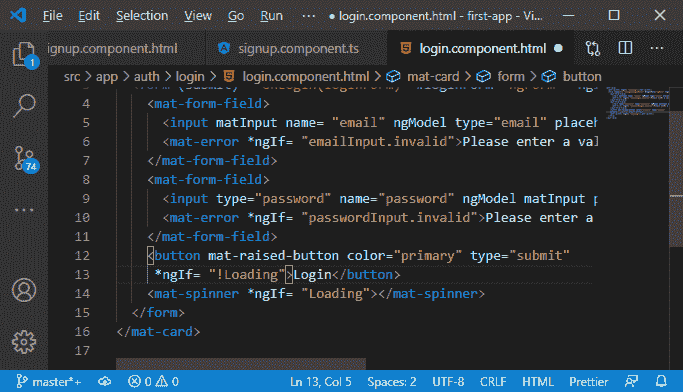 File Edit Go Run ··· login.component.html - first-app - Vi...
signup.component.html signup.component.ts login.component.html
src > app > auth > login > login.component.html > mat-card > form > button
4 <mat-form-field>
5 <input matInput name= "email" ngModel type="email" placeh
6 <mat-error *ngIf= "emailInput.invalid">Please enter a val
7 </mat-form-field>
8 <mat-form-field>
9 <input type="password" name="password" ngModel matInput p
10 <mat-error *ngIf= "passwordInput.invalid">Please enter a
11 </mat-form-field>
12 <button mat-raised-button color="primary" type="submit"
13 *ngIf= "!Loading">Login</button>
14 <mat-spinner *ngIf= "Loading"></mat-spinner>
15 </form>
16 </mat-card>
17
1
74
master*+ 0 0 Ln 13, Col 5 Spaces: 2 UTF-8 CRLF HTML Prettier